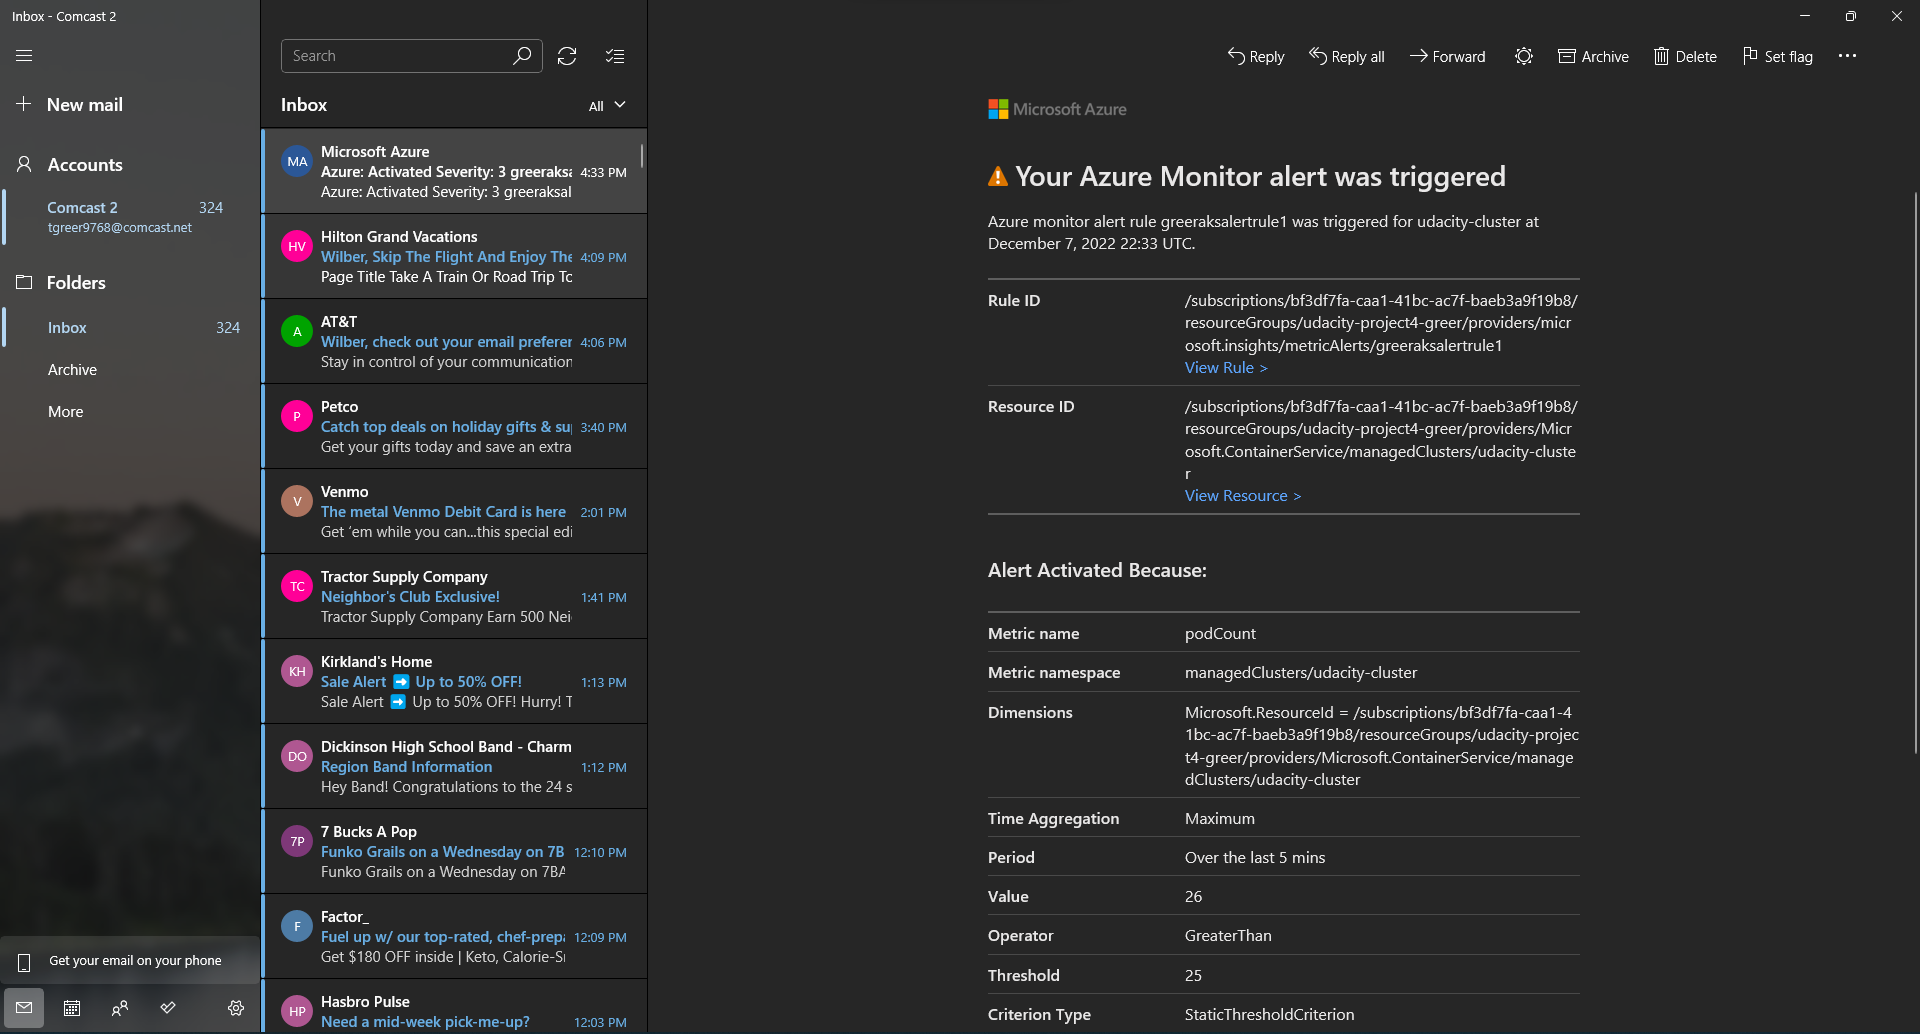 Inbox - Comcast 2
New mail
Accounts
Comcast 2 324
tgreer9768@comcast.net
Folders
Inbox 324
Archive
More
Get your email on your phone
Search
Inbox All
MA
Microsoft Azure
Azure: Activated Severity: 3 greeraksa 4:33 PM
Azure: Activated Severity: 3 greeraksal
HV
Hilton Grand Vacations
Wilber, Skip The Flight And Enjoy The 4:09 PM
Page Title Take A Train Or Road Trip To
A
AT&T
Wilber, check out your email preferer 4:06 PM
Stay in control of your communication
P
Petco
Catch top deals on holiday gifts & su 3:40 PM
Get your gifts today and save an extra
V
Venmo
The metal Venmo Debit Card is here 2:01 PM
Get 'em while you can...this special edi
TC
Tractor Supply Company
Neighbor's Club Exclusive! 1:41 PM
Tractor Supply Company Earn 500 Nei
KH
Kirkland's Home
Sale Alert ➡ Up to 50% OFF! 1:13 PM
Sale Alert ➡ Up to 50% OFF! Hurry! T
DO
Dickinson High School Band - Charm
Region Band Information 1:12 PM
Hey Band! Congratulations to the 24 s
7P
7 Bucks A Pop
Funko Grails on a Wednesday on 7B 12:10 PM
Funko Grails on a Wednesday on 7BA
F
Factor_
Fuel up w/ our top-rated, chef-prepa 12:09 PM
Get $180 OFF inside | Keto, Calorie-Sr
HP
Hasbro Pulse
Need a mid-week pick-me-up? 12:03 PM
Reply Reply all Forward Archive Delete Set flag
Microsoft Azure
Your Azure Monitor alert was triggered
Azure monitor alert rule greeraksalertrule1 was triggered for udacity-cluster at
December 7, 2022 22:33 UTC.
Rule ID /subscriptions/bf3df7fa-caa1-41bc-ac7f-baeb3a9f19b8/
resourceGroups/udacity-project4-greer/providers/micr
osoft.insights/metricAlerts/greeraksalertrule1
View Rule >
Resource ID /subscriptions/bf3df7fa-caa1-41bc-ac7f-baeb3a9f19b8/
resourceGroups/udacity-project4-greer/providers/Micr
osoft.ContainerService/managedClusters/udacity-cluste
r
View Resource >
Alert Activated Because:
Metric name podCount
Metric namespace managedClusters/udacity-cluster
Dimensions Microsoft.ResourceId = /subscriptions/bf3df7fa-caa1-4
1bc-ac7f-baeb3a9f19b8/resourceGroups/udacity-projec
t4-greer/providers/Microsoft.ContainerService/manage
dClusters/udacity-cluster
Time Aggregation Maximum
Period Over the last 5 mins
Value 26
Operator GreaterThan
Threshold 25
Criterion Type StaticThresholdCriterion